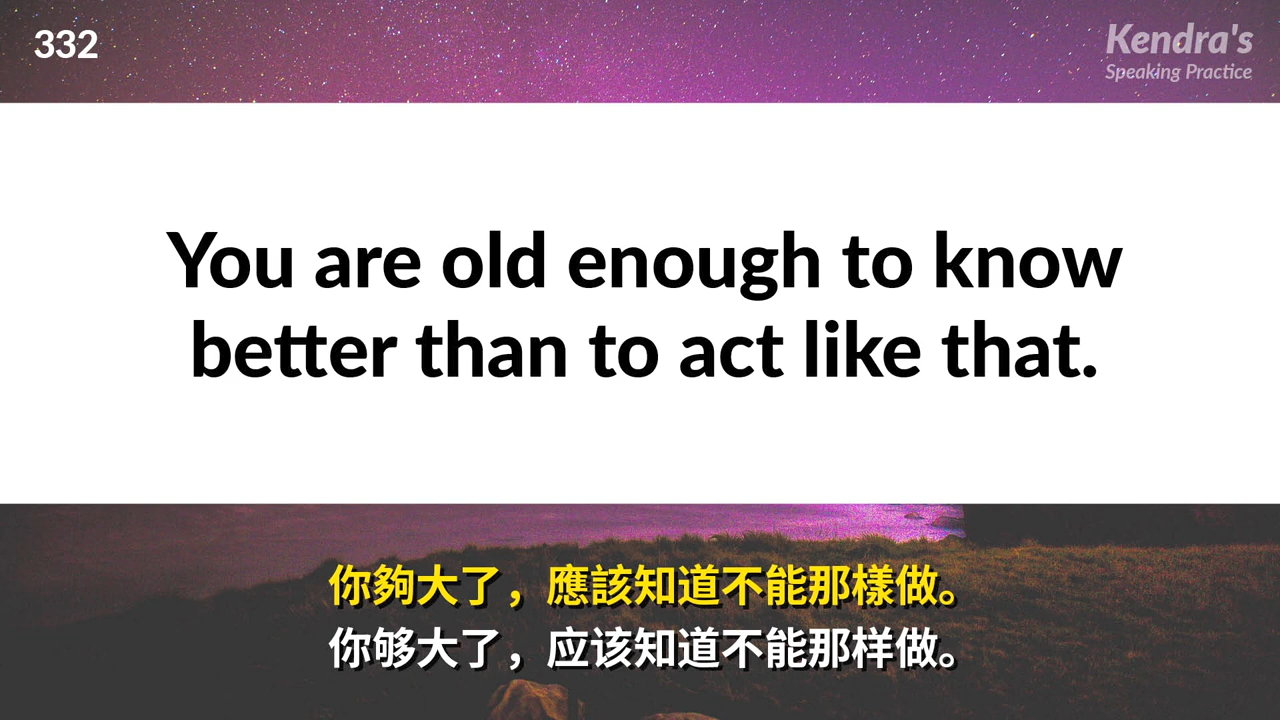 332
Kendra's
Speaking Practice
You are old enough to know
better than to act like that.
你夠大了，應該知道不能那樣做。
你够大了，应该知道不能那样做。